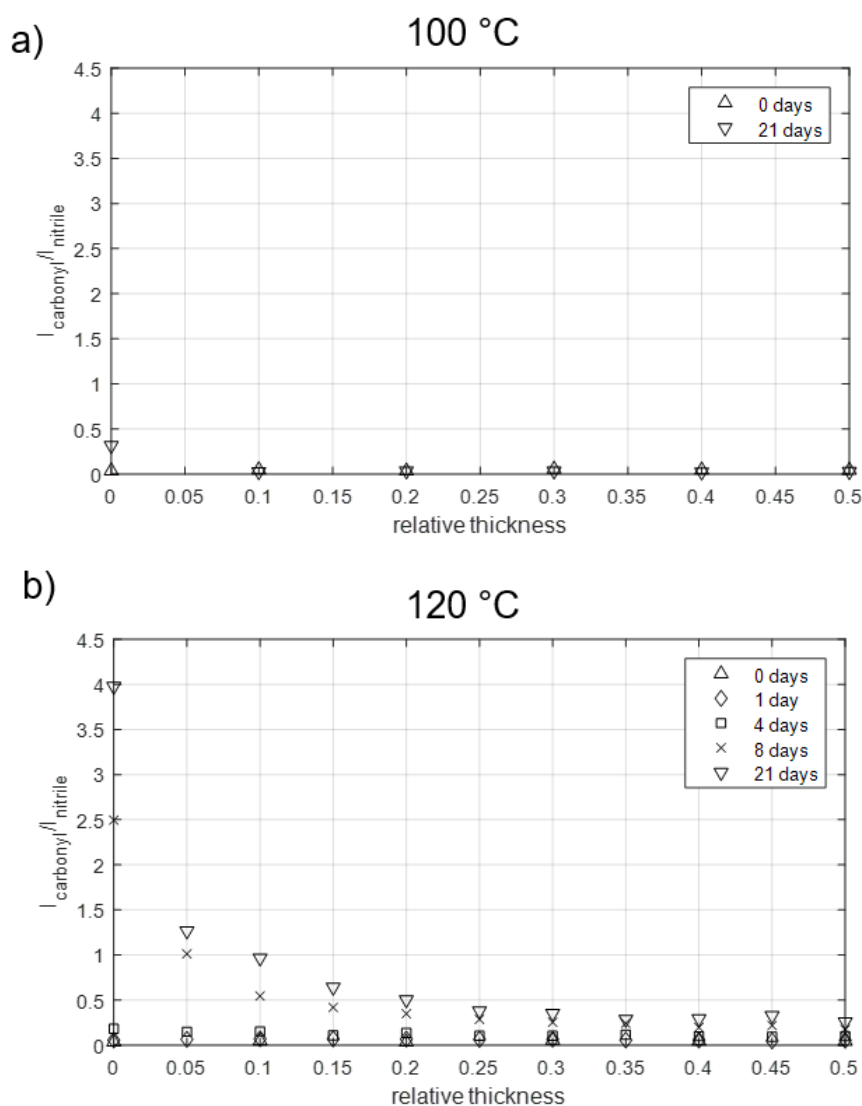 a)
100 °C
4.5
4
3.5
3
2.5
2
1.5
1
0.5
0
I carbonyl/I nitrile
0 days
21 days
0 0.05 0.1 0.15 0.2 0.25 0.3 0.35 0.4 0.45 0.5
relative thickness
b)
120 °C
4.5
4
3.5
3
2.5
2
1.5
1
0.5
0
I carbonyl/I nitrile
0 days
1 day
4 days
8 days
21 days
0 0.05 0.1 0.15 0.2 0.25 0.3 0.35 0.4 0.45 0.5
relative thickness